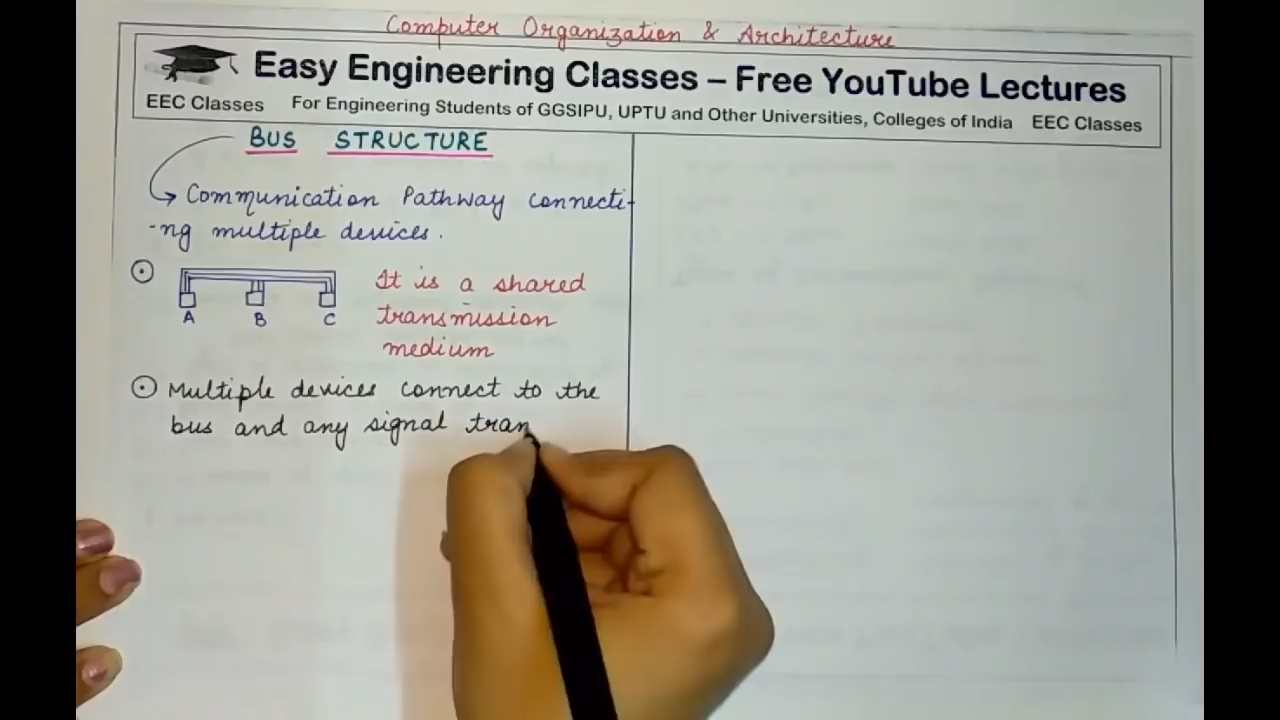 Computer Organization & Architecture
Easy Engineering Classes – Free YouTube Lectures
EEC Classes For Engineering Students of GGSIPU, UPTU and Other Universities, Colleges of India EEC Classes
BUS STRUCTURE
Communication Pathway connecti-
-ng multiple devices.
It is a shared
transmission
medium
A B C
Multiple devices connect to the
bus and any signal tran